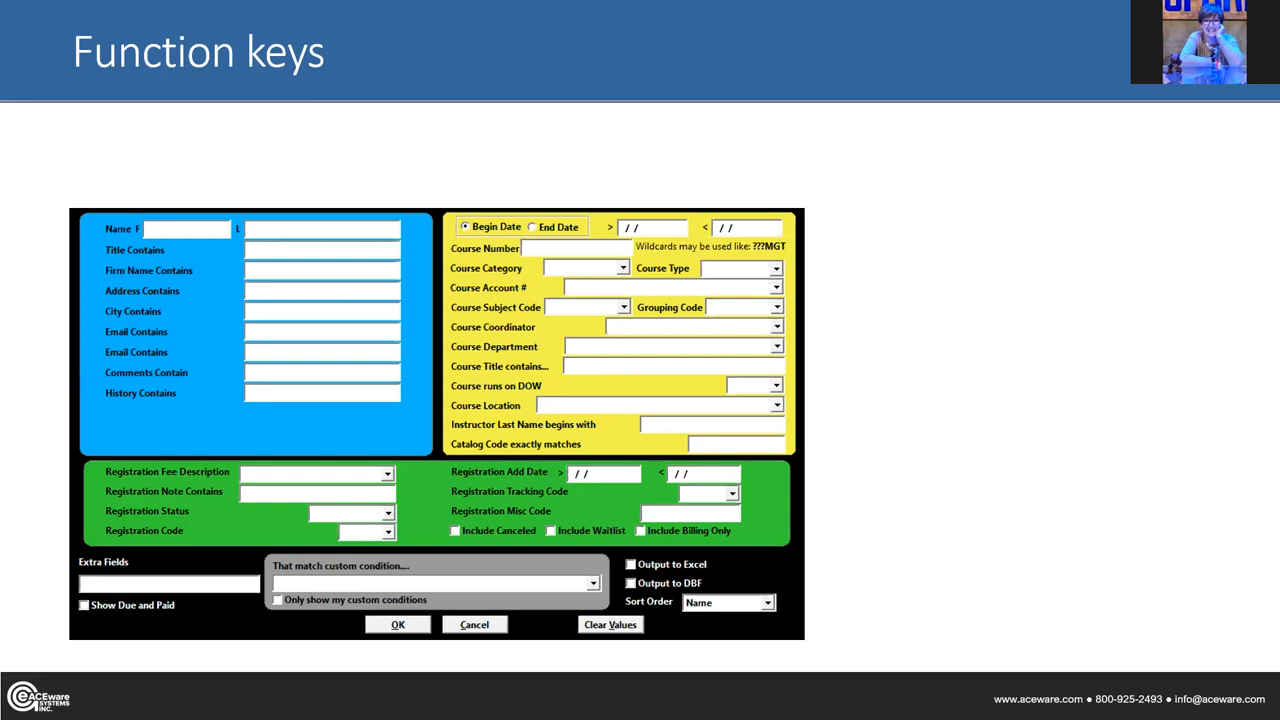 Function keys
Name F
L
Title Contains
Firm Name Contains
Address Contains
City Contains
Email Contains
Email Contains
Comments Contain
History Contains
Begin Date End Date > / / < / /
Course Number Wildcards may be used like: ???MGT
Course Category Course Type
Course Account #
Course Subject Code Grouping Code
Course Coordinator
Course Department
Course Title contains...
Course runs on DOW
Course Location
Instructor Last Name begins with
Catalog Code exactly matches
Registration Fee Description
Registration Note Contains
Registration Status
Registration Code
Registration Add Date > / / < / /
Registration Tracking Code
Registration Misc Code
Include Canceled Include Waitlist Include Billing Only
Extra Fields
Show Due and Paid
That match custom condition....
Only show my custom conditions
Output to Excel
Output to DBF
Sort Order Name
OK Cancel Clear Values
ACEware
SYSTEMS
INC.
www.aceware.com ● 800-925-2493 ● info@aceware.com